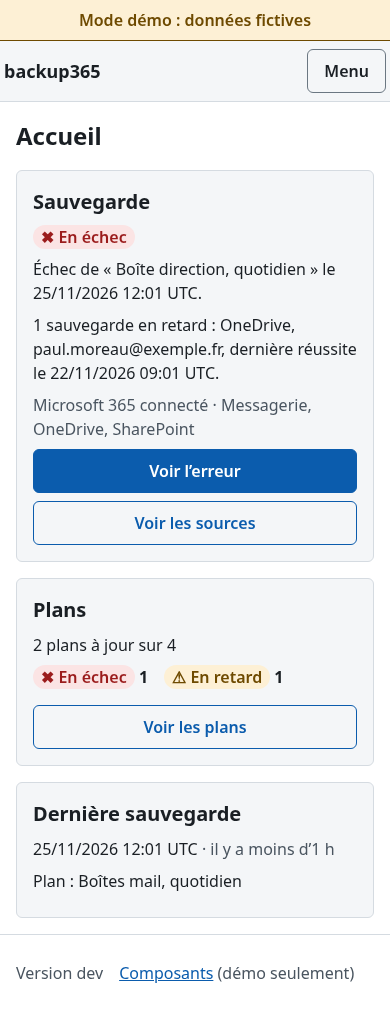 Mode démo : données fictives
backup365
Menu
Accueil
Sauvegarde
✖ En échec
Échec de « Boîte direction, quotidien » le
25/11/2026 12:01 UTC.
1 sauvegarde en retard : OneDrive,
paul.moreau@exemple.fr, dernière réussite
le 22/11/2026 09:01 UTC.
Microsoft 365 connecté · Messagerie,
OneDrive, SharePoint
Voir l’erreur
Voir les sources
Plans
2 plans à jour sur 4
✖ En échec 1 ⚠ En retard 1
Voir les plans
Dernière sauvegarde
25/11/2026 12:01 UTC · il y a moins d’1 h
Plan : Boîtes mail, quotidien
Version dev Composants (démo seulement)